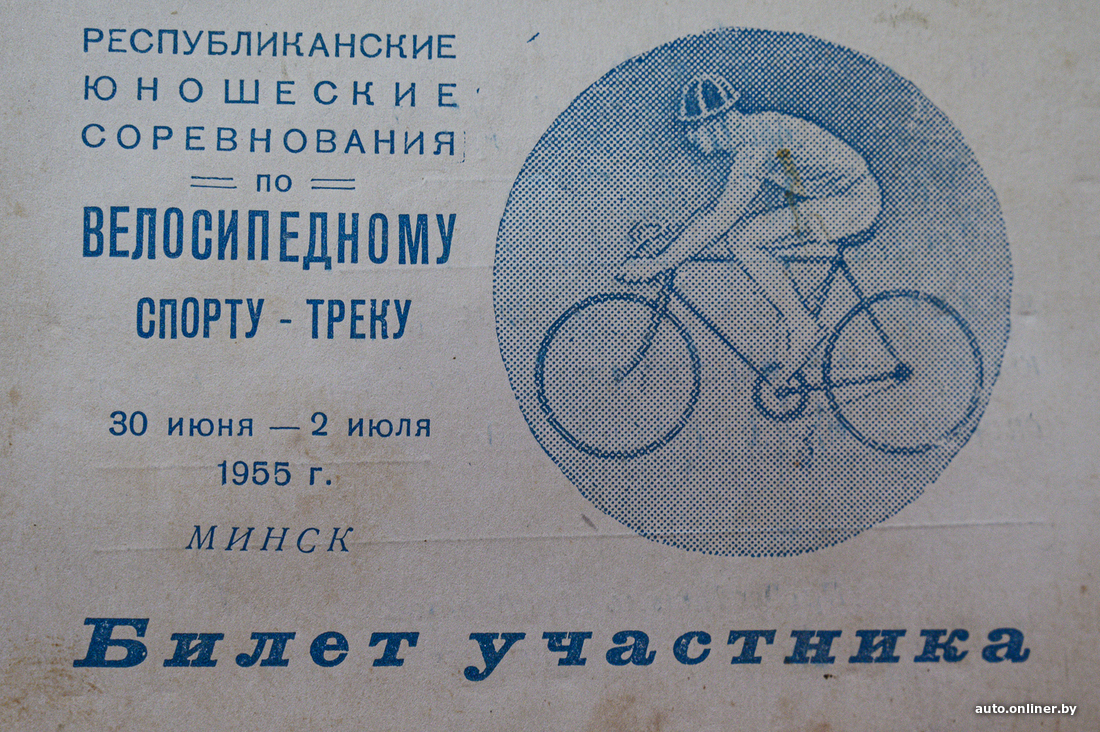 РЕСПУБЛИКАНСКИЕ
ЮНОШЕСКИЕ
СОРЕВНОВАНИЯ
ПО
ВЕЛОСИПЕДНОМУ
СПОРТУ - ТРЕКУ
30 ИЮНЯ — 2 ИЮЛЯ
1955 г.
МИНСК
Билет участника
auto.onliner.by